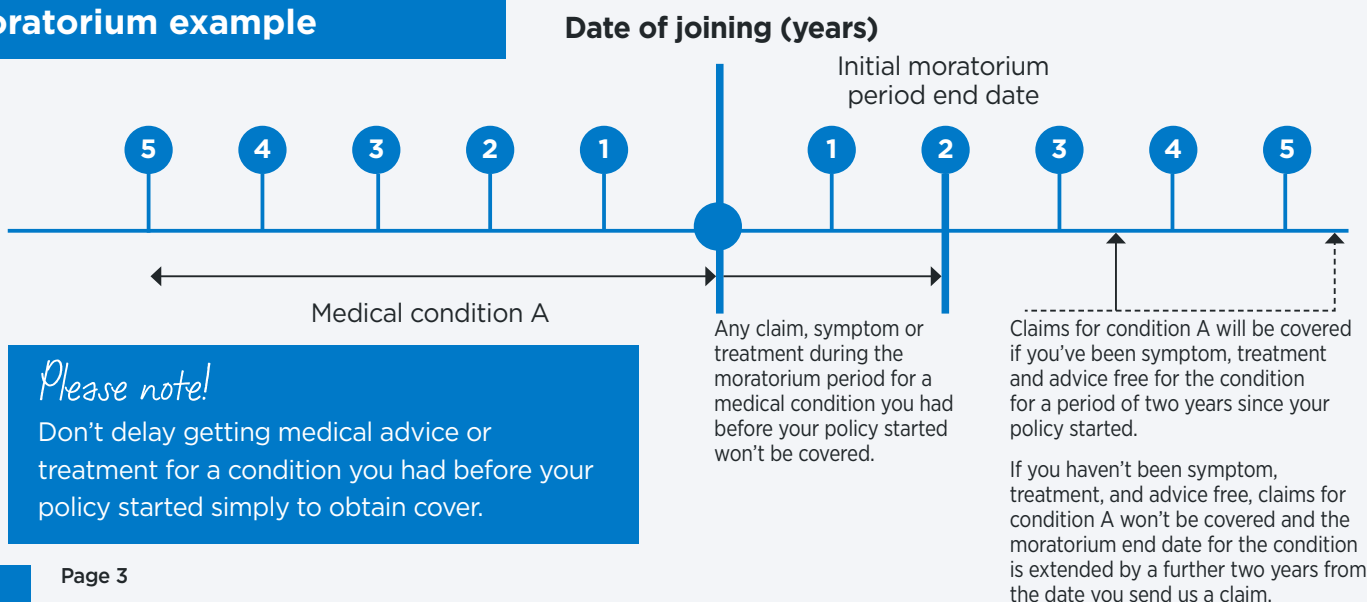 oratorium example
Date of joining (years)
Initial moratorium
period end date
5 4 3 2 1 1 2 3 4 5
Medical condition A
Please note!
Don't delay getting medical advice or
treatment for a condition you had before your
policy started simply to obtain cover.
Any claim, symptom or
treatment during the
moratorium period for a
medical condition you had
before your policy started
won't be covered.
Claims for condition A will be covered
if you've been symptom, treatment
and advice free for the condition
for a period of two years since your
policy started.
If you haven't been symptom,
treatment, and advice free, claims for
condition A won't be covered and the
moratorium end date for the condition
is extended by a further two years from
the date you send us a claim.
Page 3